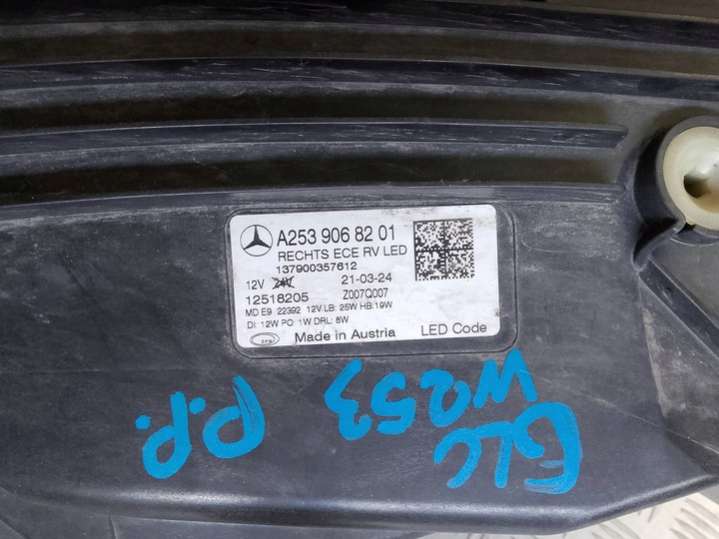 A253 906 82 01
RECHTS ECE RV LED
137900357612
12V 24V 21-03-24
12518205 Z007Q007
MD E9 22392 12V LB: 25W HB:19W
DI: 12W PO: 1W DRL: 8W
Made in Austria LED Code
GLC
W253
P.P.